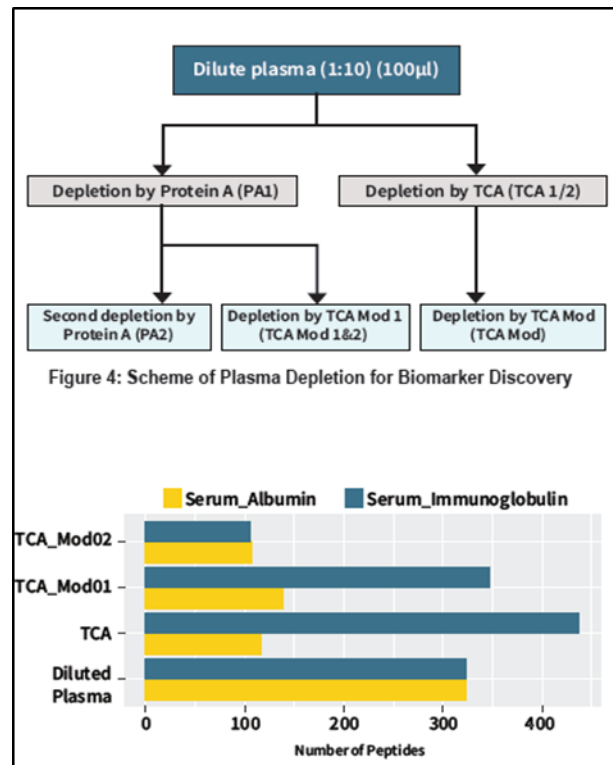 Dilute plasma (1:10) (100µl)
Depletion by Protein A (PA1)
Depletion by TCA (TCA 1/2)
Second depletion by
Protein A (PA2)
Depletion by TCA Mod 1
(TCA Mod 1&2)
Depletion by TCA Mod
(TCA Mod)
Figure 4: Scheme of Plasma Depletion for Biomarker Discovery
Serum_Albumin
Serum_Immunoglobulin
TCA_Mod02
TCA_Mod01
TCA
Diluted
Plasma
0 100 200 300 400
Number of Peptides